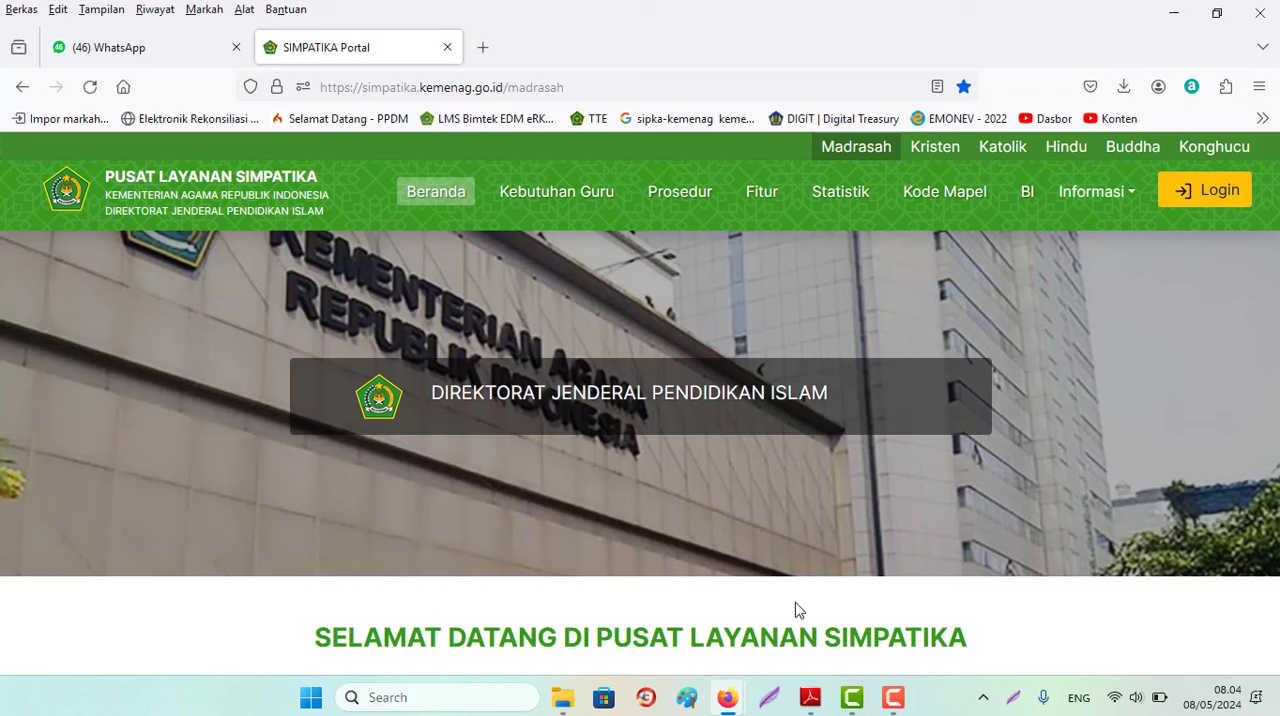 Berkas Edit Tampilan Riwayat Markah Alat Bantuan
(46) WhatsApp SIMPATIKA Portal
https://simpatika.kemenag.go.id/madrasah
Impor markah... Elektronik Rekonsiliasi ... Selamat Datang - PPDM LMS Bimtek EDM eRK... TTE sipka-kemenag keme... DIGIT | Digital Treasury EMONEV - 2022 Dasbor Konten
Madrasah Kristen Katolik Hindu Buddha Konghucu
PUSAT LAYANAN SIMPATIKA
KEMENTERIAN AGAMA REPUBLIK INDONESIA
DIREKTORAT JENDERAL PENDIDIKAN ISLAM
Beranda Kebutuhan Guru Prosedur Fitur Statistik Kode Mapel BI Informasi Login
KEMENTERIAN AGAMA
REPUBLIK INDONESIA
DIREKTORAT JENDERAL PENDIDIKAN ISLAM
SELAMAT DATANG DI PUSAT LAYANAN SIMPATIKA
Search
ENG
08.04
08/05/2024